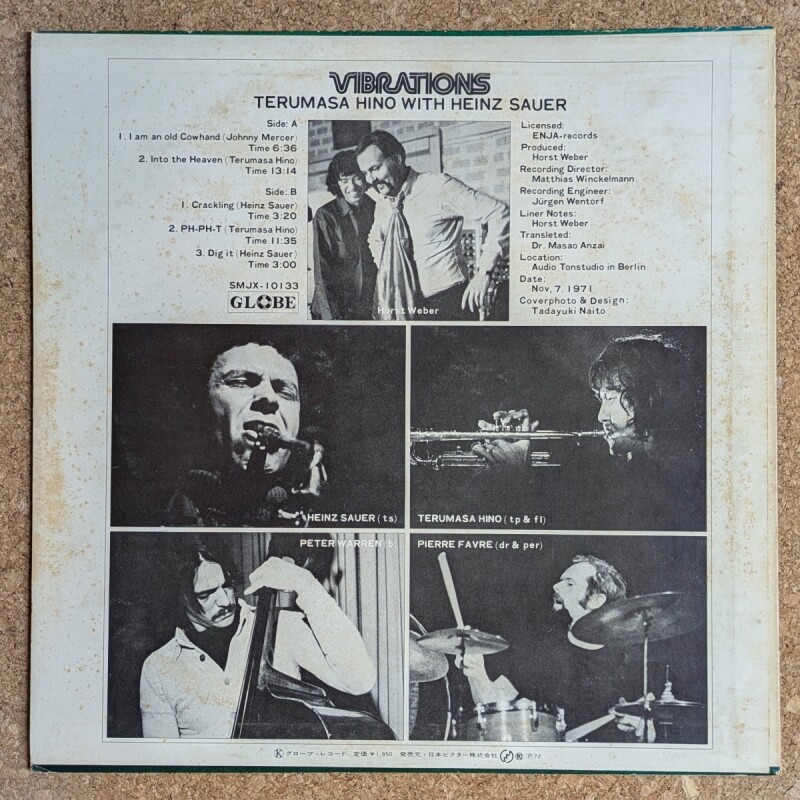 VIBRATIONS
TERUMASA HINO WITH HEINZ SAUER
Side: A
1. I am an old Cowhand (Johnny Mercer)
Time 6:36
2. Into the Heaven (Terumasa Hino)
Time 13:14
Side: B
1. Crackling (Heinz Sauer)
Time 3:20
2. PH-PH-T (Terumasa Hino)
Time 11:35
3. Dig it (Heinz Sauer)
Time 3:00
SMJX-10133
GLOBE
Horst Weber
Licensed:
ENJA-records
Produced:
Horst Weber
Recording Director:
Matthias Winckelmann
Recording Engineer:
Jürgen Wentorf
Liner Notes:
Horst Weber
Transleted:
Dr. Masao Anzai
Location:
Audio Tonstudio in Berlin
Date:
Nov, 7. 1971
Coverphoto & Design:
Tadayuki Naito
HEINZ SAUER (ts)
TERUMASA HINO (tp & fl)
PETER WARREN (b)
PIERRE FAVRE (dr & per)
Ⓚ グローブ・レコード 定価 ¥1,950 発売元・日本ビクター株式会社 Ⓟ72